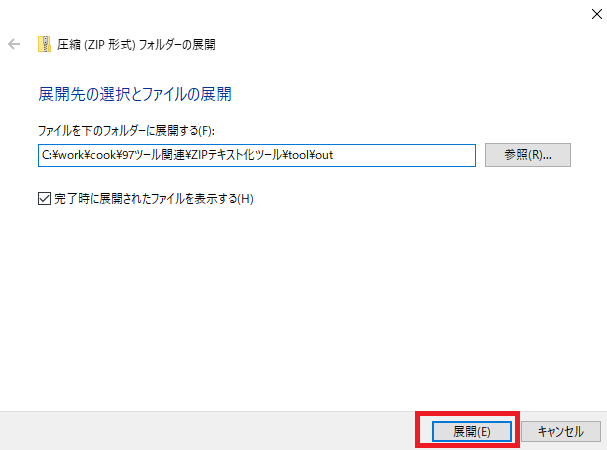 圧縮 (ZIP 形式) フォルダーの展開
展開先の選択とファイルの展開
ファイルを下のフォルダーに展開する(F):
C:¥work¥cook¥97ツール関連¥ZIPテキスト化ツール¥tool¥out
参照(R)...
完了時に展開されたファイルを表示する(H)
展開(E)
キャンセル